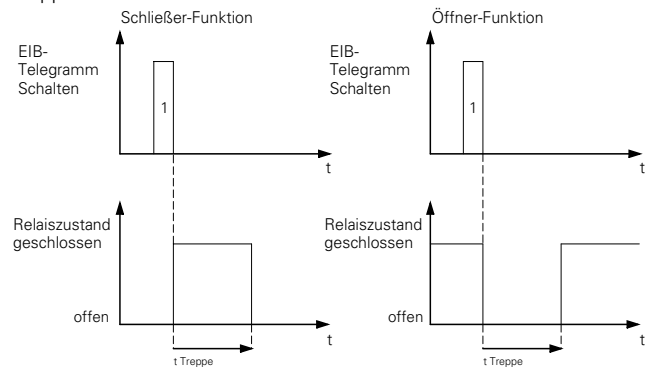 Schließer-Funktion
EIB-
Telegramm
Schalten
1
t
Relaiszustand
geschlossen
offen
t
t Treppe
Öffner-Funktion
EIB-
Telegramm
Schalten
1
t
Relaiszustand
geschlossen
offen
t
t Treppe